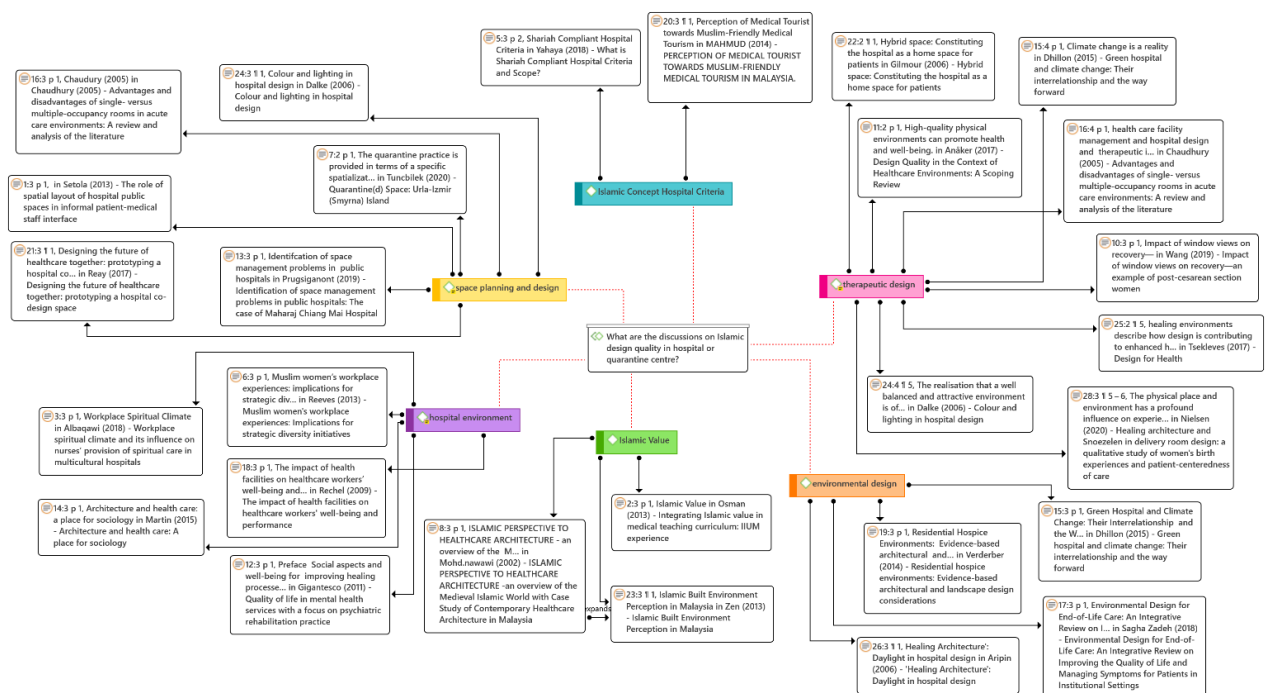 5:3 p 2, Shariah Compliant Hospital
Criteria in Yahaya (2018) - What is
Shariah Compliant Hospital Criteria
and Scope?
20:3 ¶ 1, Perception of Medical Tourist
towards Muslim-Friendly Medical
Tourism in MAHMUD (2014) -
PERCEPTION OF MEDICAL TOURIST
TOWARDS MUSLIM-FRIENDLY
MEDICAL TOURISM IN MALAYSIA.
22:2 ¶ 1, Hybrid space: Constituting
the hospital as a home space for
patients in Gilmour (2006) - Hybrid
space: Constituting the hospital as a
home space for patients
15:4 p 1, Climate change is a reality
in Dhillon (2015) - Green hospital
and climate change: Their
interrelationship and the way
forward
16:3 p 1, Chaudury (2005) in
Chaudhury (2005) - Advantages and
disadvantages of single- versus
multiple-occupancy rooms in acute
care environments: A review and
analysis of the literature
24:3 ¶ 1, Colour and lighting in
hospital design in Dalke (2006) -
Colour and lighting in hospital
design
7:2 p 1, The quarantine practice is
provided in terms of a specific
spatializat... in Tuncbilek (2020) -
Quarantine(d) Space: Urla-Izmir
(Smyrna) Island
11:2 p 1, High-quality physical
environments can promote health
and well-being. in Anåker (2017) -
Design Quality in the Context of
Healthcare Environments: A Scoping
Review
16:4 p 1, health care facility
management and hospital design
and therapeutic i... in Chaudhury
(2005) - Advantages and
disadvantages of single- versus
multiple-occupancy rooms in acute
care environments: A review and
analysis of the literature
1:3 p 1, in Setola (2013) - The role of
spatial layout of hospital public
spaces in informal patient-medical
staff interface
Islamic Concept Hospital Criteria
21:3 ¶ 1, Designing the future of
healthcare together: prototyping a
hospital co... in Reay (2017) -
Designing the future of healthcare
together: prototyping a hospital co-
design space
13:3 p 1, Identifcation of space
management problems in public
hospitals in Prugsiganont (2019) -
Identification of space management
problems in public hospitals: The
case of Maharaj Chiang Mai Hospital
space planning and design
therapeutic design
10:3 p 1, Impact of window views on
recovery— in Wang (2019) - Impact
of window views on recovery—an
example of post-cesarean section
women
What are the discussions on Islamic
design quality in hospital or
quarantine centre?
25:2 ¶ 5, healing environments
describe how design is contributing
to enhanced h... in Tsekleves (2017) -
Design for Health
6:3 p 1, Muslim women's workplace
experiences: implications for
strategic div... in Reeves (2013) -
Muslim women's workplace
experiences: Implications for
strategic diversity initiatives
24:4 ¶ 5, The realisation that a well
balanced and attractive environment
is of... in Dalke (2006) - Colour and
lighting in hospital design
28:3 ¶ 5 – 6, The physical place and
environment has a profound
influence on experie... in Nielsen
(2020) - Healing architecture and
Snoezelen in delivery room design: a
qualitative study of women's birth
experiences and patient-centeredness
of care
3:3 p 1, Workplace Spiritual Climate
in Albaqawi (2018) - Workplace
spiritual climate and its influence on
nurses' provision of spiritual care in
multicultural hospitals
hospital environment
Islamic Value
18:3 p 1, The impact of health
facilities on healthcare workers'
well-being and... in Rechel (2009) -
The impact of health facilities on
healthcare workers' well-being and
performance
environmental design
14:3 p 1, Architecture and health care:
a place for sociology in Martin (2015)
- Architecture and health care: A
place for sociology
2:3 p 1, Islamic Value in Osman
(2013) - Integrating Islamic value in
medical teaching curriculum: IIUM
experience
15:3 p 1, Green Hospital and Climate
Change: Their Interrelationship and
the W... in Dhillon (2015) - Green
hospital and climate change: Their
interrelationship and the way
forward
8:3 p 1, ISLAMIC PERSPECTIVE TO
HEALTHCARE ARCHITECTURE - an
overview of the M... in
Mohd.nawawi (2002) - ISLAMIC
PERSPECTIVE TO HEALTHCARE
ARCHITECTURE -an overview of the
Medieval Islamic World with Case
Study of Contemporary Healthcare
Architecture in Malaysia
19:3 p 1, Residential Hospice
Environments: Evidence-based
architectural and... in Verderber
(2014) - Residential hospice
environments: Evidence-based
architectural and landscape design
considerations
12:3 p 1, Preface Social aspects and
well-being for improving healing
processe... in Gigantesco (2011) -
Quality of life in mental health
services with a focus on psychiatric
rehabilitation practice
expands
23:3 ¶ 1, Islamic Built Environment
Perception in Malaysia in Zen (2013)
- Islamic Built Environment
Perception in Malaysia
17:3 p 1, Environmental Design for
End-of-Life Care: An Integrative
Review on I... in Sagha Zadeh (2018)
- Environmental Design for End-of-
Life Care: An Integrative Review on
Improving the Quality of Life and
Managing Symptoms for Patients in
Institutional Settings
26:3 ¶ 1, Healing Architecture':
Daylight in hospital design in Aripin
(2006) - 'Healing Architecture':
Daylight in hospital design